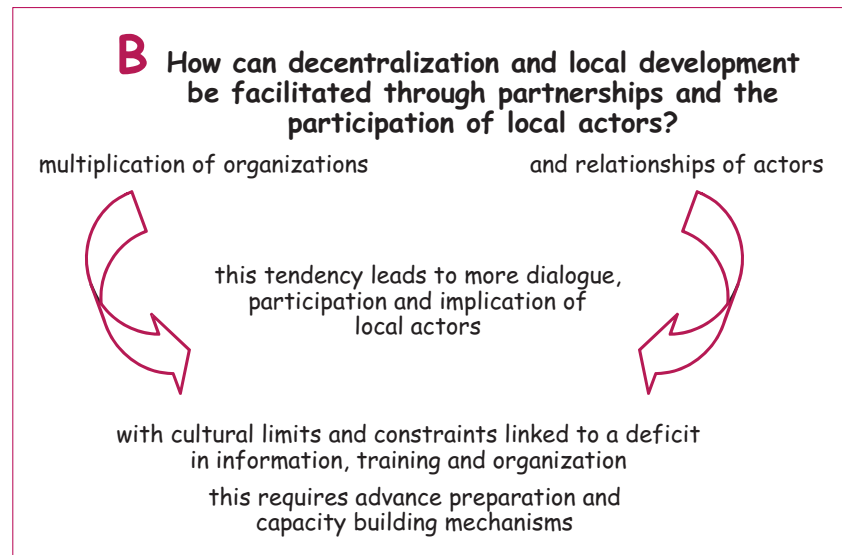 B How can decentralization and local development
be facilitated through partnerships and the
participation of local actors?
multiplication of organizations and relationships of actors
this tendency leads to more dialogue,
participation and implication of
local actors
with cultural limits and constraints linked to a deficit
in information, training and organization
this requires advance preparation and
capacity building mechanisms